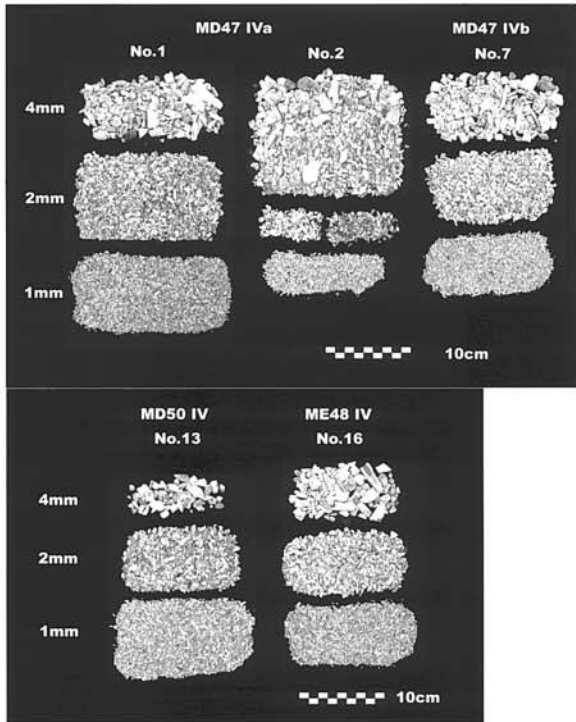 MD47 IVa MD47 IVb
No.1 No.2 No.7
4mm
2mm
1mm
10cm
MD50 IV ME48 IV
No.13 No.16
4mm
2mm
1mm
10cm